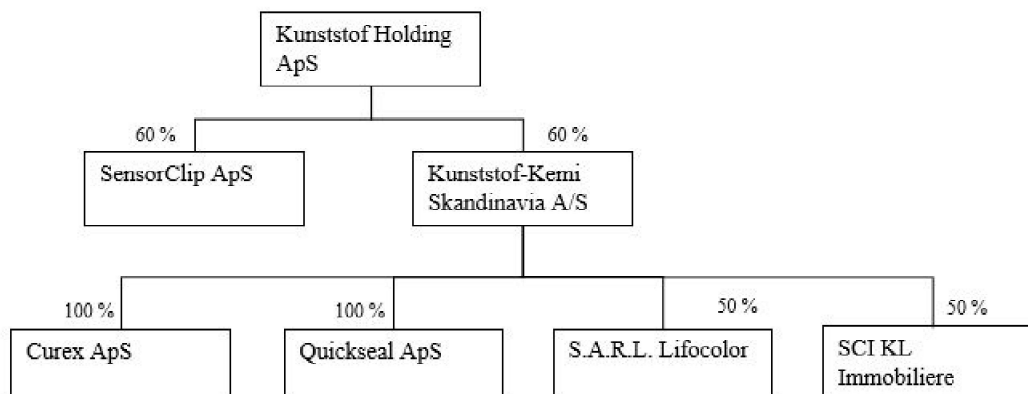 Kunststof Holding
ApS
60 %
60 %
SensorClip ApS
Kunststof-Kemi
Skandinavia A/S
100 %
100 %
50 %
50 %
Curex ApS
Quickseal ApS
S.A.R.L. Lifocolor
SCI KL
Immobiliere